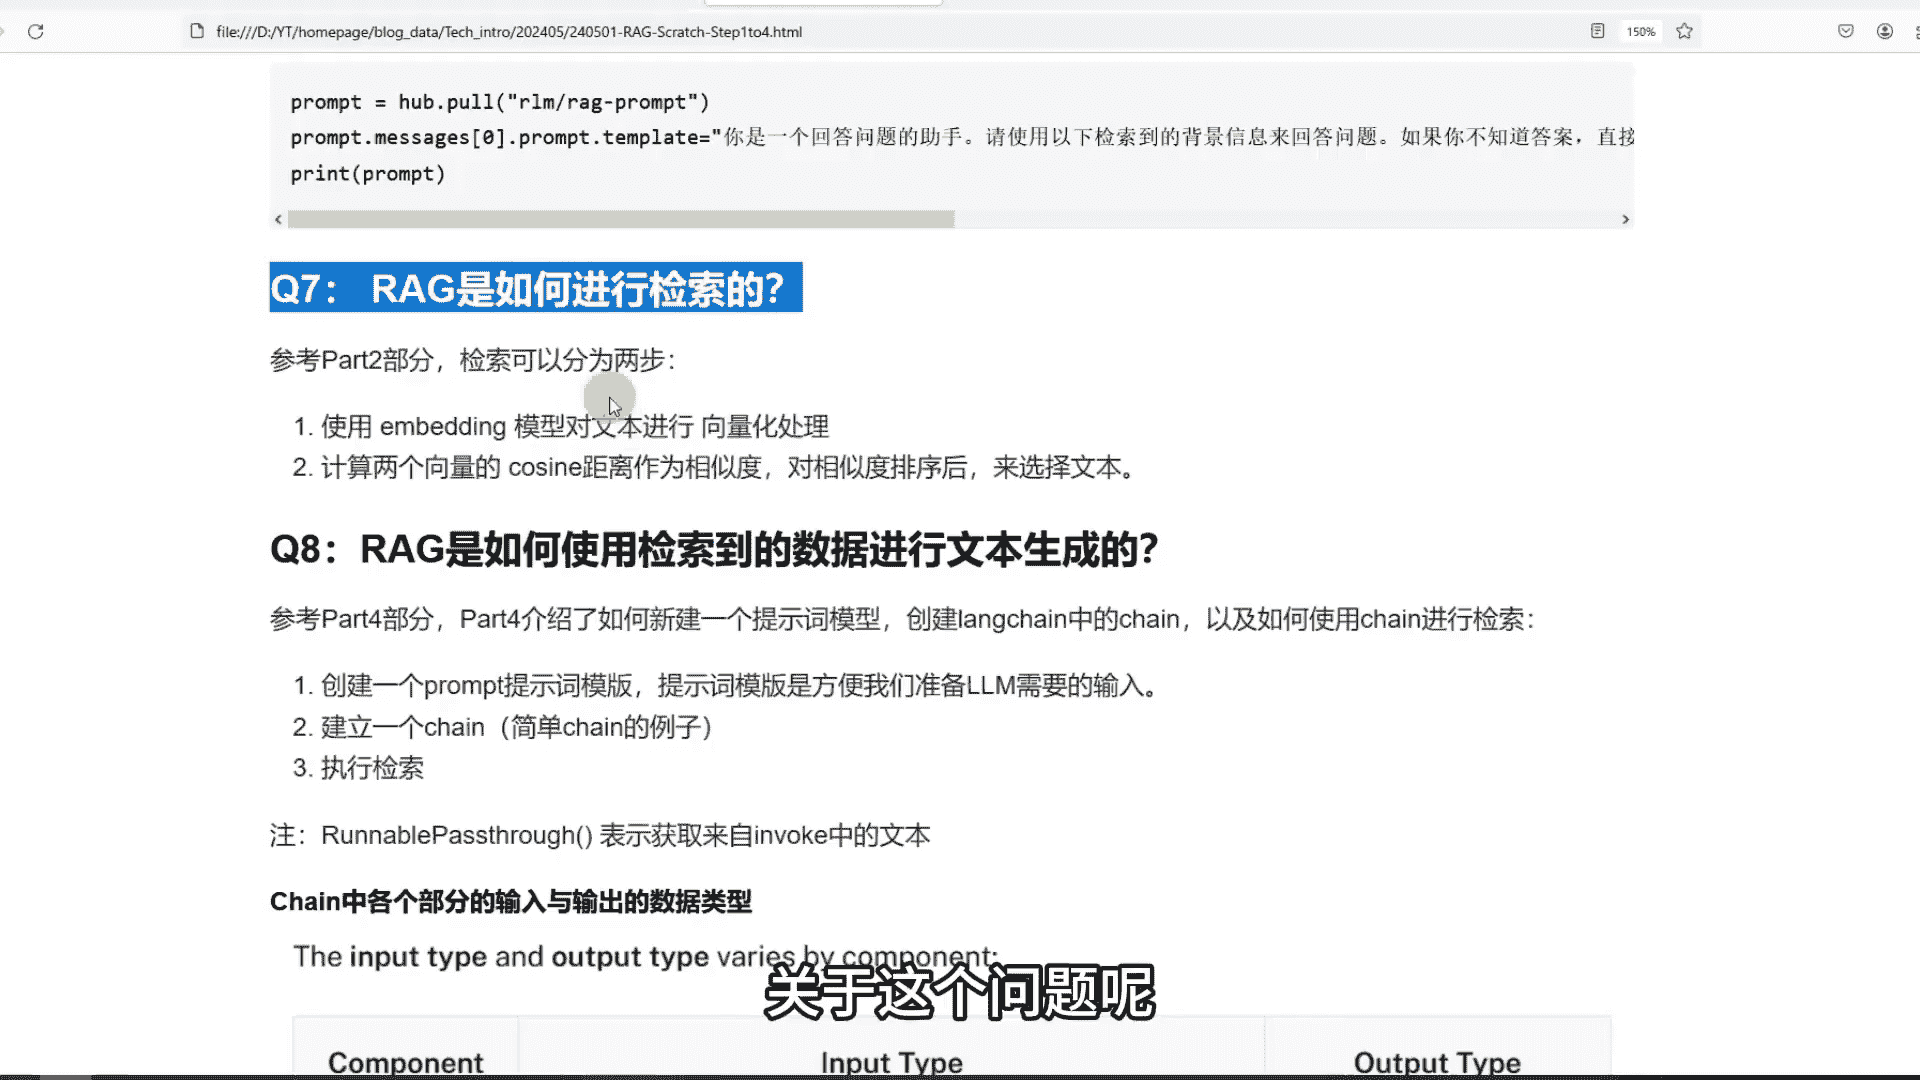 file:///D:/YT/homepage/blog_data/Tech_intro/202405/240501-RAG-Scratch-Step1to4.html
150%
prompt = hub.pull("rlm/rag-prompt")
prompt.messages[0].prompt.template="你是一个回答问题的助手。请使用以下检索到的背景信息来回答问题。如果你不知道答案，直接
print(prompt)
Q7： RAG是如何进行检索的？
参考Part2部分，检索可以分为两步：
1. 使用 embedding 模型对文本进行 向量化处理
2. 计算两个向量的 cosine距离作为相似度，对相似度排序后，来选择文本。
Q8：RAG是如何使用检索到的数据进行文本生成的？
参考Part4部分，Part4介绍了如何新建一个提示词模型，创建langchain中的chain，以及如何使用chain进行检索：
1. 创建一个prompt提示词模版，提示词模版是方便我们准备LLM需要的输入。
2. 建立一个chain（简单chain的例子）
3. 执行检索
注：RunnablePassthrough() 表示获取来自invoke中的文本
Chain中各个部分的输入与输出的数据类型
The input type and output type varies by component:
关于这个问题呢
Component Input Type Output Type